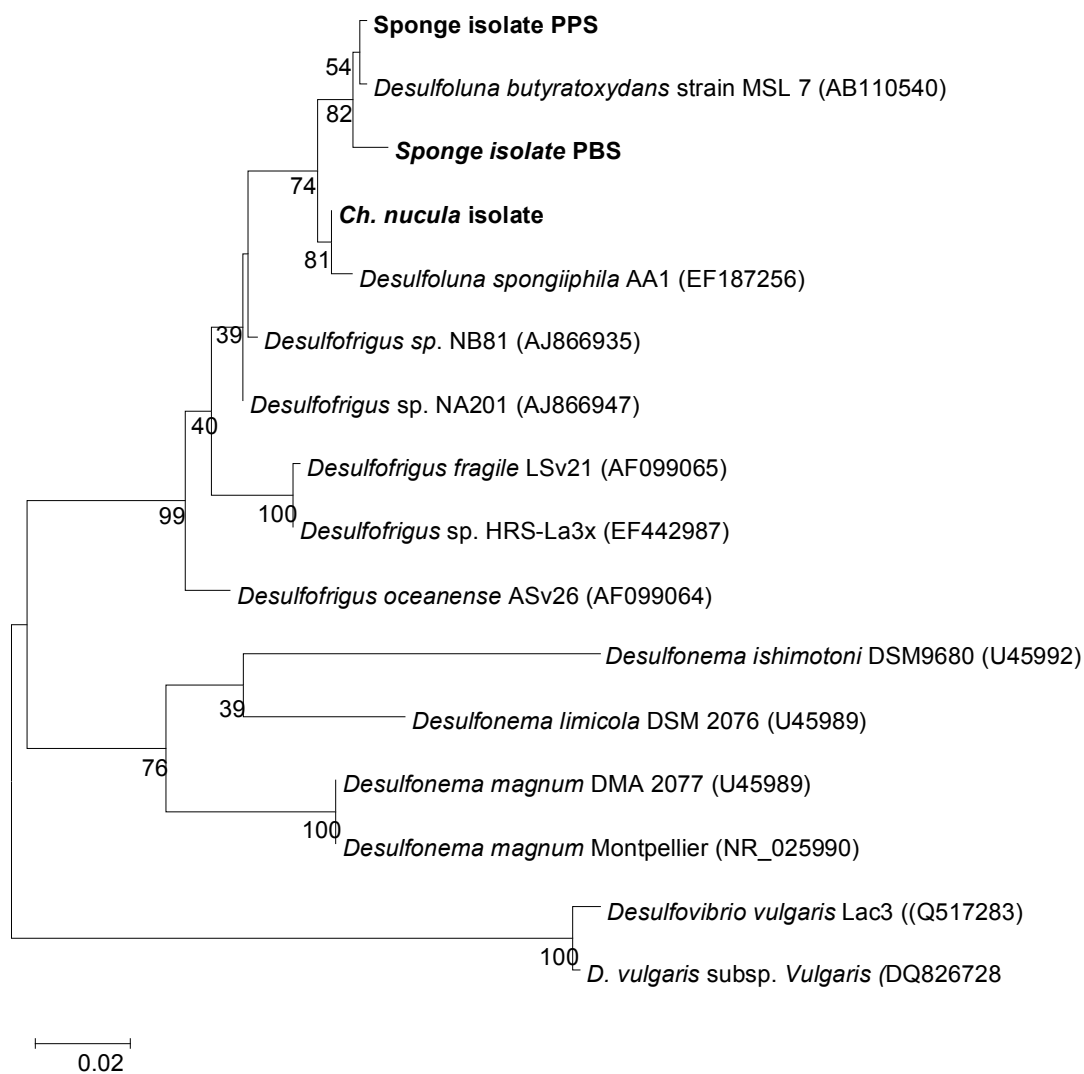 Sponge isolate PPS
54
Desulfoluna butyratoxydans strain MSL 7 (AB110540)
82
Sponge isolate PBS
74
Ch. nucula isolate
81
Desulfoluna spongiiphila AA1 (EF187256)
39
Desulfofrigus sp. NB81 (AJ866935)
Desulfofrigus sp. NA201 (AJ866947)
40
Desulfofrigus fragile LSv21 (AF099065)
99
100
Desulfofrigus sp. HRS-La3x (EF442987)
Desulfofrigus oceanense ASv26 (AF099064)
Desulfonema ishimotoni DSM9680 (U45992)
39
Desulfonema limicola DSM 2076 (U45989)
76
Desulfonema magnum DMA 2077 (U45989)
100
Desulfonema magnum Montpellier (NR_025990)
Desulfovibrio vulgaris Lac3 ((Q517283)
100
D. vulgaris subsp. Vulgaris (DQ826728
0.02